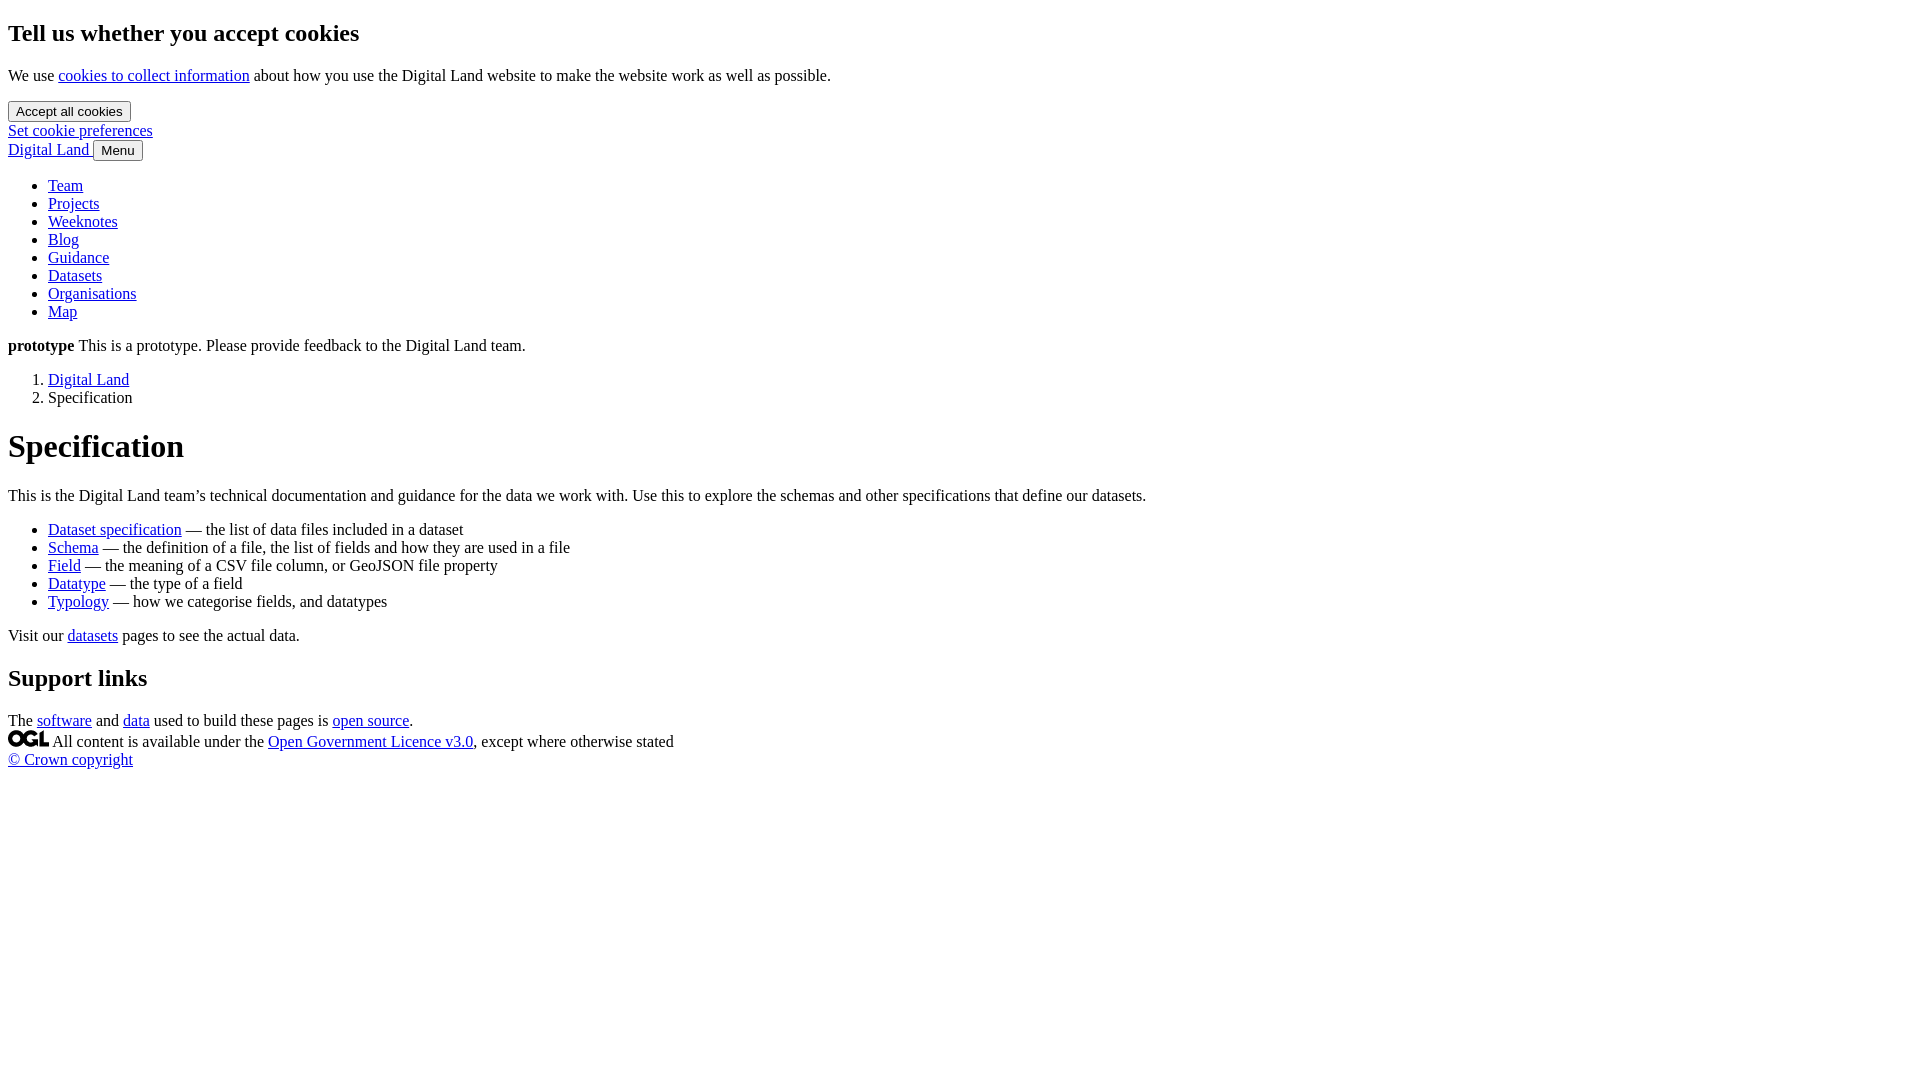 Tell us whether you accept cookies
We use cookies to collect information about how you use the Digital Land website to make the website work as well as possible.
Accept all cookies
Set cookie preferences
Digital Land Menu
Team
Projects
Weeknotes
Blog
Guidance
Datasets
Organisations
Map
prototype This is a prototype. Please provide feedback to the Digital Land team.
1. Digital Land
2. Specification
Specification
This is the Digital Land team’s technical documentation and guidance for the data we work with. Use this to explore the schemas and other specifications that define our datasets.
Dataset specification — the list of data files included in a dataset
Schema — the definition of a file, the list of fields and how they are used in a file
Field — the meaning of a CSV file column, or GeoJSON file property
Datatype — the type of a field
Typology — how we categorise fields, and datatypes
Visit our datasets pages to see the actual data.
Support links
The software and data used to build these pages is open source.
OGL All content is available under the Open Government Licence v3.0, except where otherwise stated
© Crown copyright